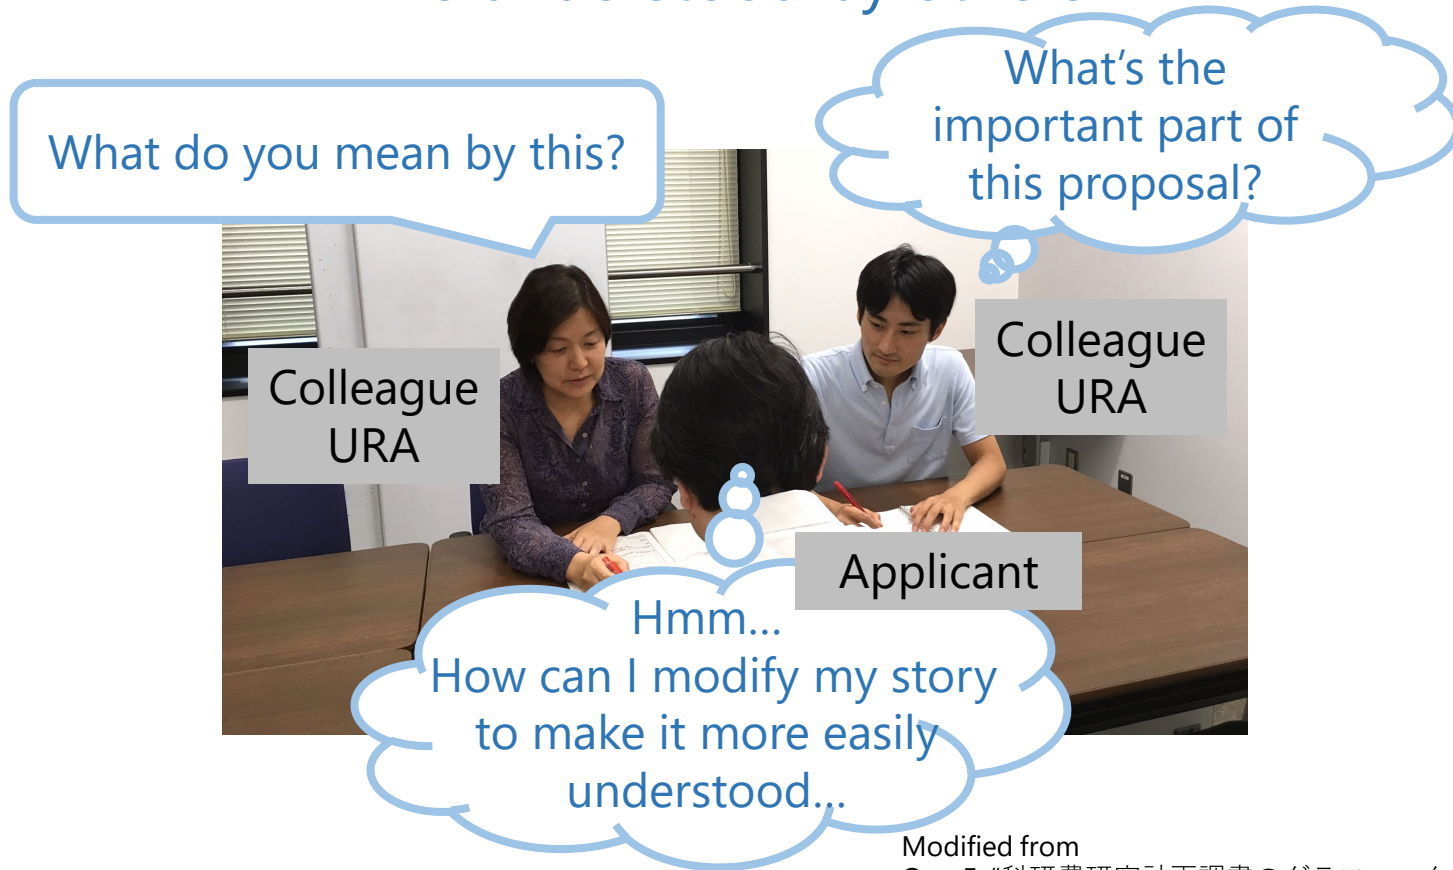 What do you mean by this?
What's the
important part of
this proposal?
Colleague
URA
Colleague
URA
Applicant
Hmm...
How can I modify my story
to make it more easily
understood...
Modified from